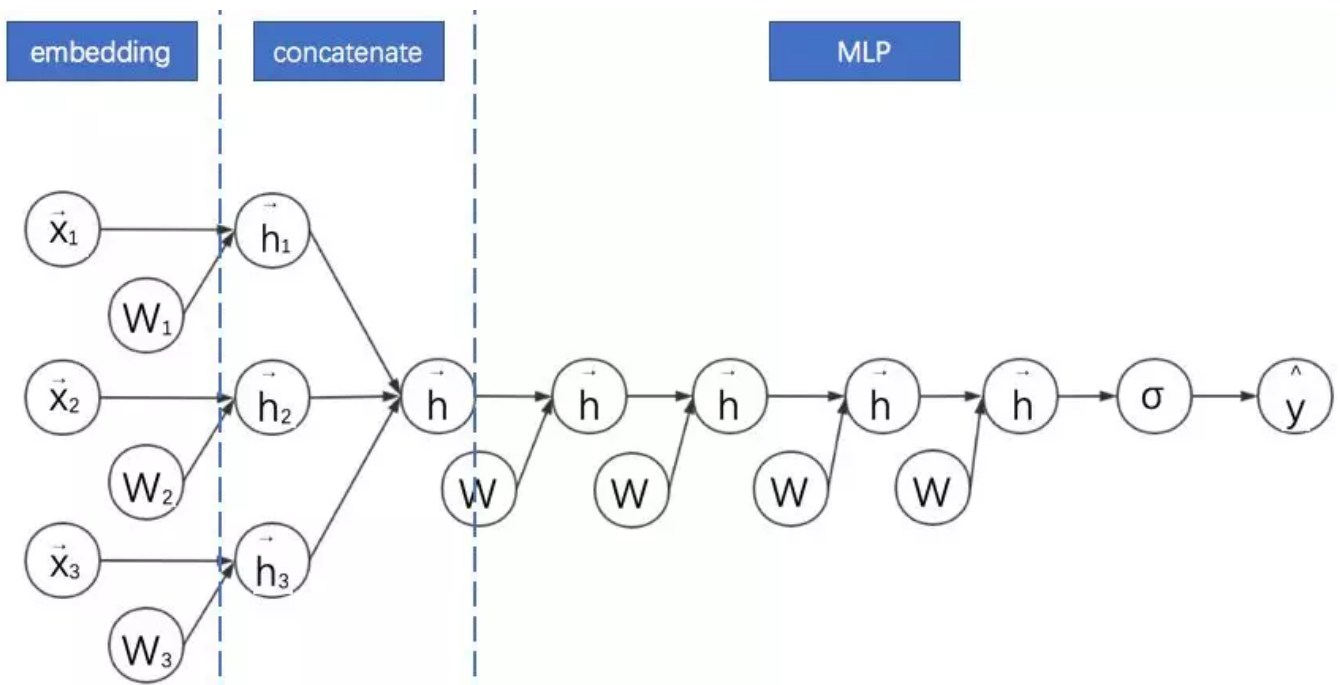 embedding
concatenate
MLP
x⃗₁
h⃗₁
W₁
x⃗₂
h⃗₂
h⃗
h⃗
h⃗
h⃗
h⃗
σ
ŷ
W₂
W
W
W
W
x⃗₃
h⃗₃
W₃